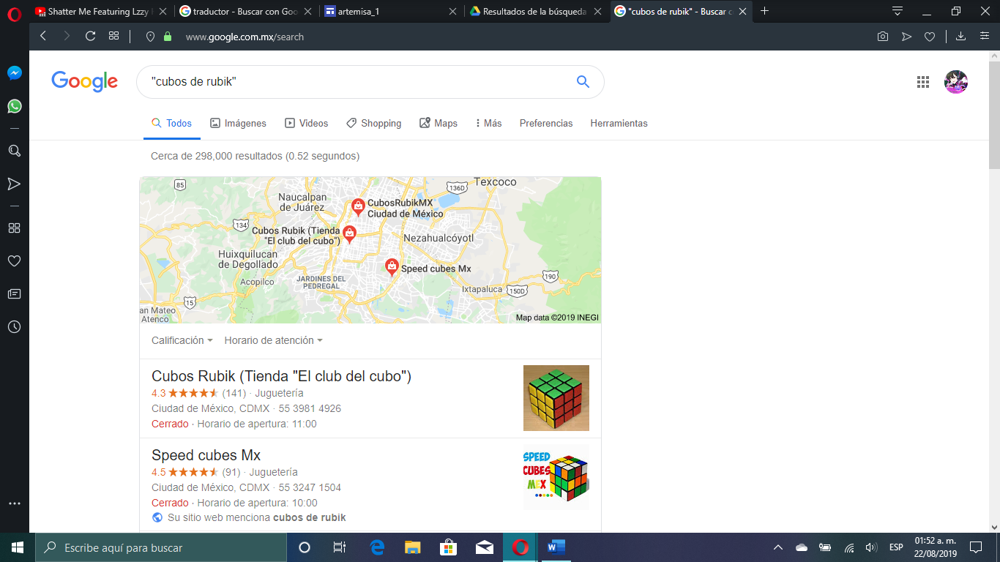 Shatter Me Featuring Lzzy
traductor - Buscar con Goo
artemisa_1
Resultados de la búsqueda
"cubos de rubik" - Buscar c
www.google.com.mx/search
Google
"cubos de rubik"
Todos
Imágenes
Videos
Shopping
Maps
Más
Preferencias
Herramientas
Cerca de 298,000 resultados (0.52 segundos)
85
136D
Texcoco
Naucalpan
de Juárez
CubosRubikMX
Ciudad de México
134
Cubos Rubik (Tienda
"El club del cubo")
Nezahualcóyotl
Huixquilucan
de Degollado
Speed cubes Mx
Acopilco
JARDINES DEL
PEDREGAL
190
Ixtapaluca
150D
15
an Mateo
Atenco
Map data ©2019 INEGI
Calificación
Horario de atención
Cubos Rubik (Tienda "El club del cubo")
4.3 (141) · Juguetería
Ciudad de México, CDMX · 55 3981 4926
Cerrado · Horario de apertura: 11:00
Speed cubes Mx
4.5 (91) · Juguetería
Ciudad de México, CDMX · 55 3247 1504
Cerrado · Horario de apertura: 10:00
Su sitio web menciona cubos de rubik
SPEED
CUBES
MEX
Escribe aquí para buscar
ESP
01:52 a. m.
22/08/2019